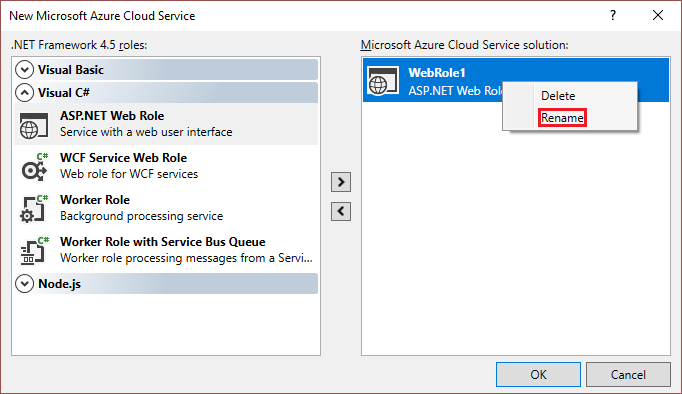 New Microsoft Azure Cloud Service
?
.NET Framework 4.5 roles:
Visual Basic
Visual C#
ASP.NET Web Role
Service with a web user interface
C#
WCF Service Web Role
Web role for WCF services
C#
Worker Role
Background processing service
C#
Worker Role with Service Bus Queue
Worker role processing messages from a Servi...
Node.js
Microsoft Azure Cloud Service solution:
WebRole1
ASP.NET Web Rol
Delete
Rename
OK
Cancel